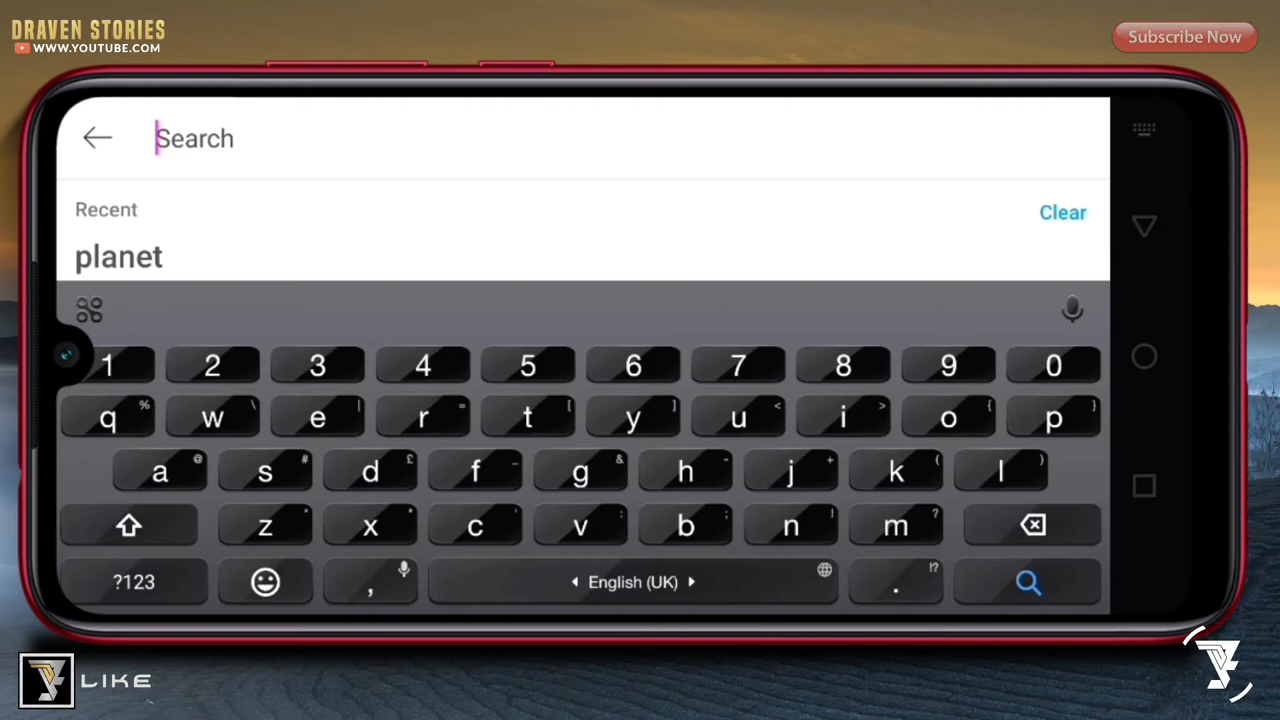 DRAVEN STORIES
WWW.YOUTUBE.COM
Subscribe Now
Search
Recent
Clear
planet
1 2 3 4 5 6 7 8 9 0
q % w \ e | r = t [ y ] u < i > o { p }
a @ s # d £ f _ g & h - j + k ( l )
z x c ' v : b ; n ! m ?
?123 , English (UK) . !?
LIKE